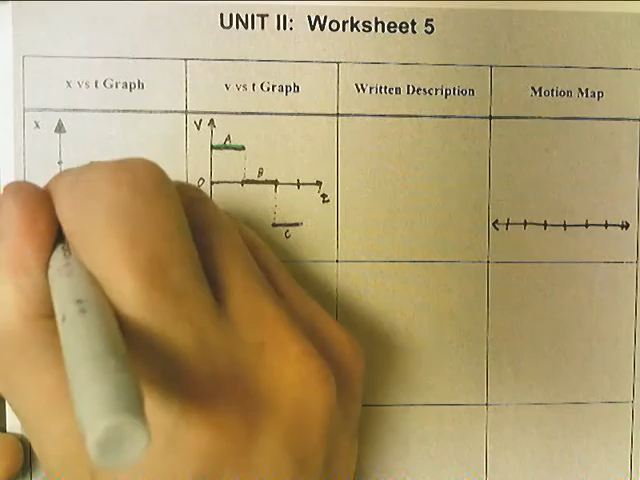 UNIT II: Worksheet 5
x vs t Graph
v vs t Graph
Written Description
Motion Map
x
V
A
B
0
t
C